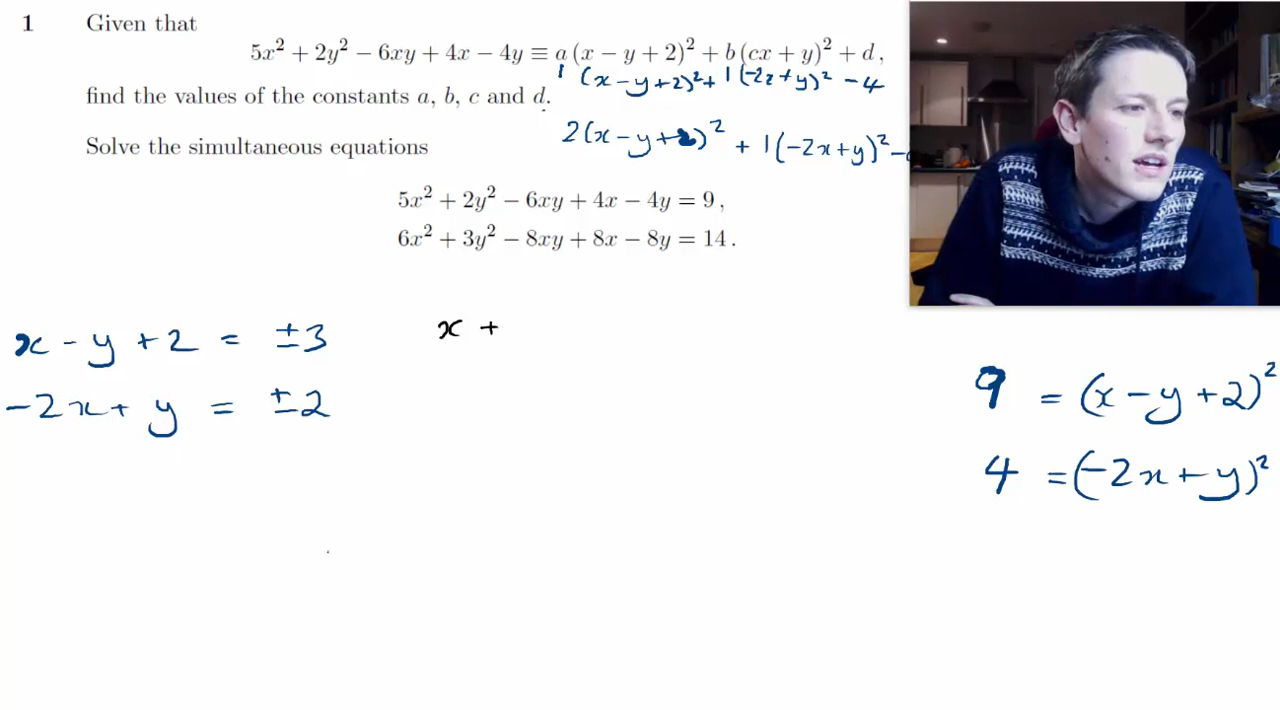 1 Given that
5x² + 2y² − 6xy + 4x − 4y ≡ a (x − y + 2)² + b (cx + y)² + d ,
1 (x − y + 2)² + 1(−2x + y)² − 4
find the values of the constants a, b, c and d.
2(x − y + 2)² + 1(−2x + y)² −
Solve the simultaneous equations
5x² + 2y² − 6xy + 4x − 4y = 9 ,
6x² + 3y² − 8xy + 8x − 8y = 14 .
x − y + 2 = ±3
x +
−2x + y = ±2
9 = (x − y + 2)²
4 = (−2x + y)²